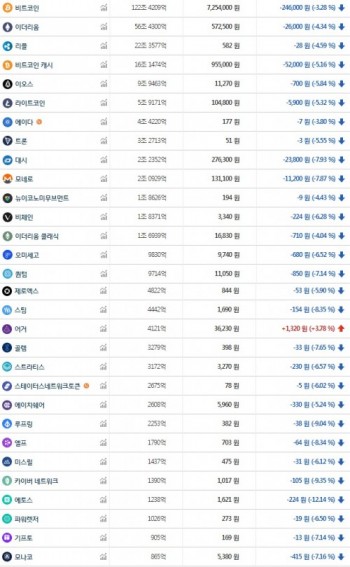 비트코인 122조 4209억 7,254,000 원 -246,000 원 (-3.28 %)
이더리움 56조 4300억 572,500 원 -26,000 원 (-4.34 %)
리플 22조 3577억 582 원 -28 원 (-4.59 %)
비트코인 캐시 16조 1474억 955,000 원 -52,000 원 (-5.16 %)
이오스 9조 9463억 11,270 원 -700 원 (-5.84 %)
라이트코인 5조 9171억 104,800 원 -5,900 원 (-5.32 %)
에이다 4조 4220억 177 원 -7 원 (-3.80 %)
트론 3조 2713억 51 원 -3 원 (-5.55 %)
대시 2조 2352억 276,300 원 -23,800 원 (-7.93 %)
모네로 2조 0929억 131,100 원 -11,200 원 (-7.87 %)
뉴이코노미무브먼트 1조 8626억 194 원 -9 원 (-4.43 %)
비체인 1조 8371억 3,340 원 -224 원 (-6.28 %)
이더리움 클래식 1조 6939억 16,830 원 -710 원 (-4.04 %)
오미세고 9830억 9,740 원 -680 원 (-6.52 %)
퀀텀 9714억 11,050 원 -850 원 (-7.14 %)
제로엑스 4822억 844 원 -53 원 (-5.90 %)
스팀 4442억 1,690 원 -154 원 (-8.35 %)
어거 4121억 36,230 원 +1,320 원 (+3.78 %)
골렘 3279억 398 원 -33 원 (-7.65 %)
스트라티스 3172억 3,270 원 -230 원 (-6.57 %)
스테이터스네트워크토큰 2675억 78 원 -5 원 (-6.02 %)
에이치쉐어 2608억 5,960 원 -330 원 (-5.24 %)
루프링 2253억 382 원 -38 원 (-9.04 %)
엘프 1790억 703 원 -64 원 (-8.34 %)
미스릴 1437억 475 원 -31 원 (-6.12 %)
카이버 네트워크 1390억 1,017 원 -105 원 (-9.35 %)
에토스 1238억 1,621 원 -224 원 (-12.14 %)
파워렛저 1026억 273 원 -19 원 (-6.50 %)
기프토 905억 169 원 -13 원 (-7.14 %)
모나코 865억 5,380 원 -415 원 (-7.16 %)